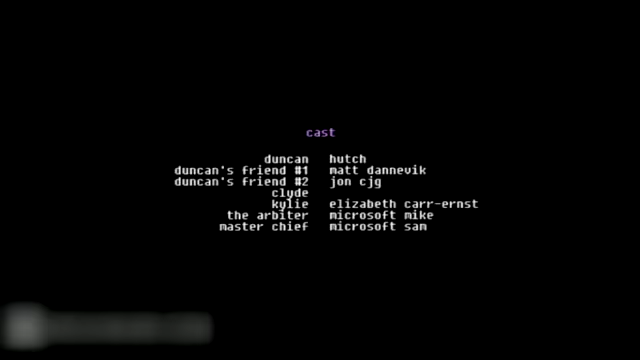 cast
duncan hutch
duncan's friend #1 matt dannevik
duncan's friend #2 jon cjg
clyde
kylie elizabeth carr-ernst
the arbiter microsoft mike
master chief microsoft sam